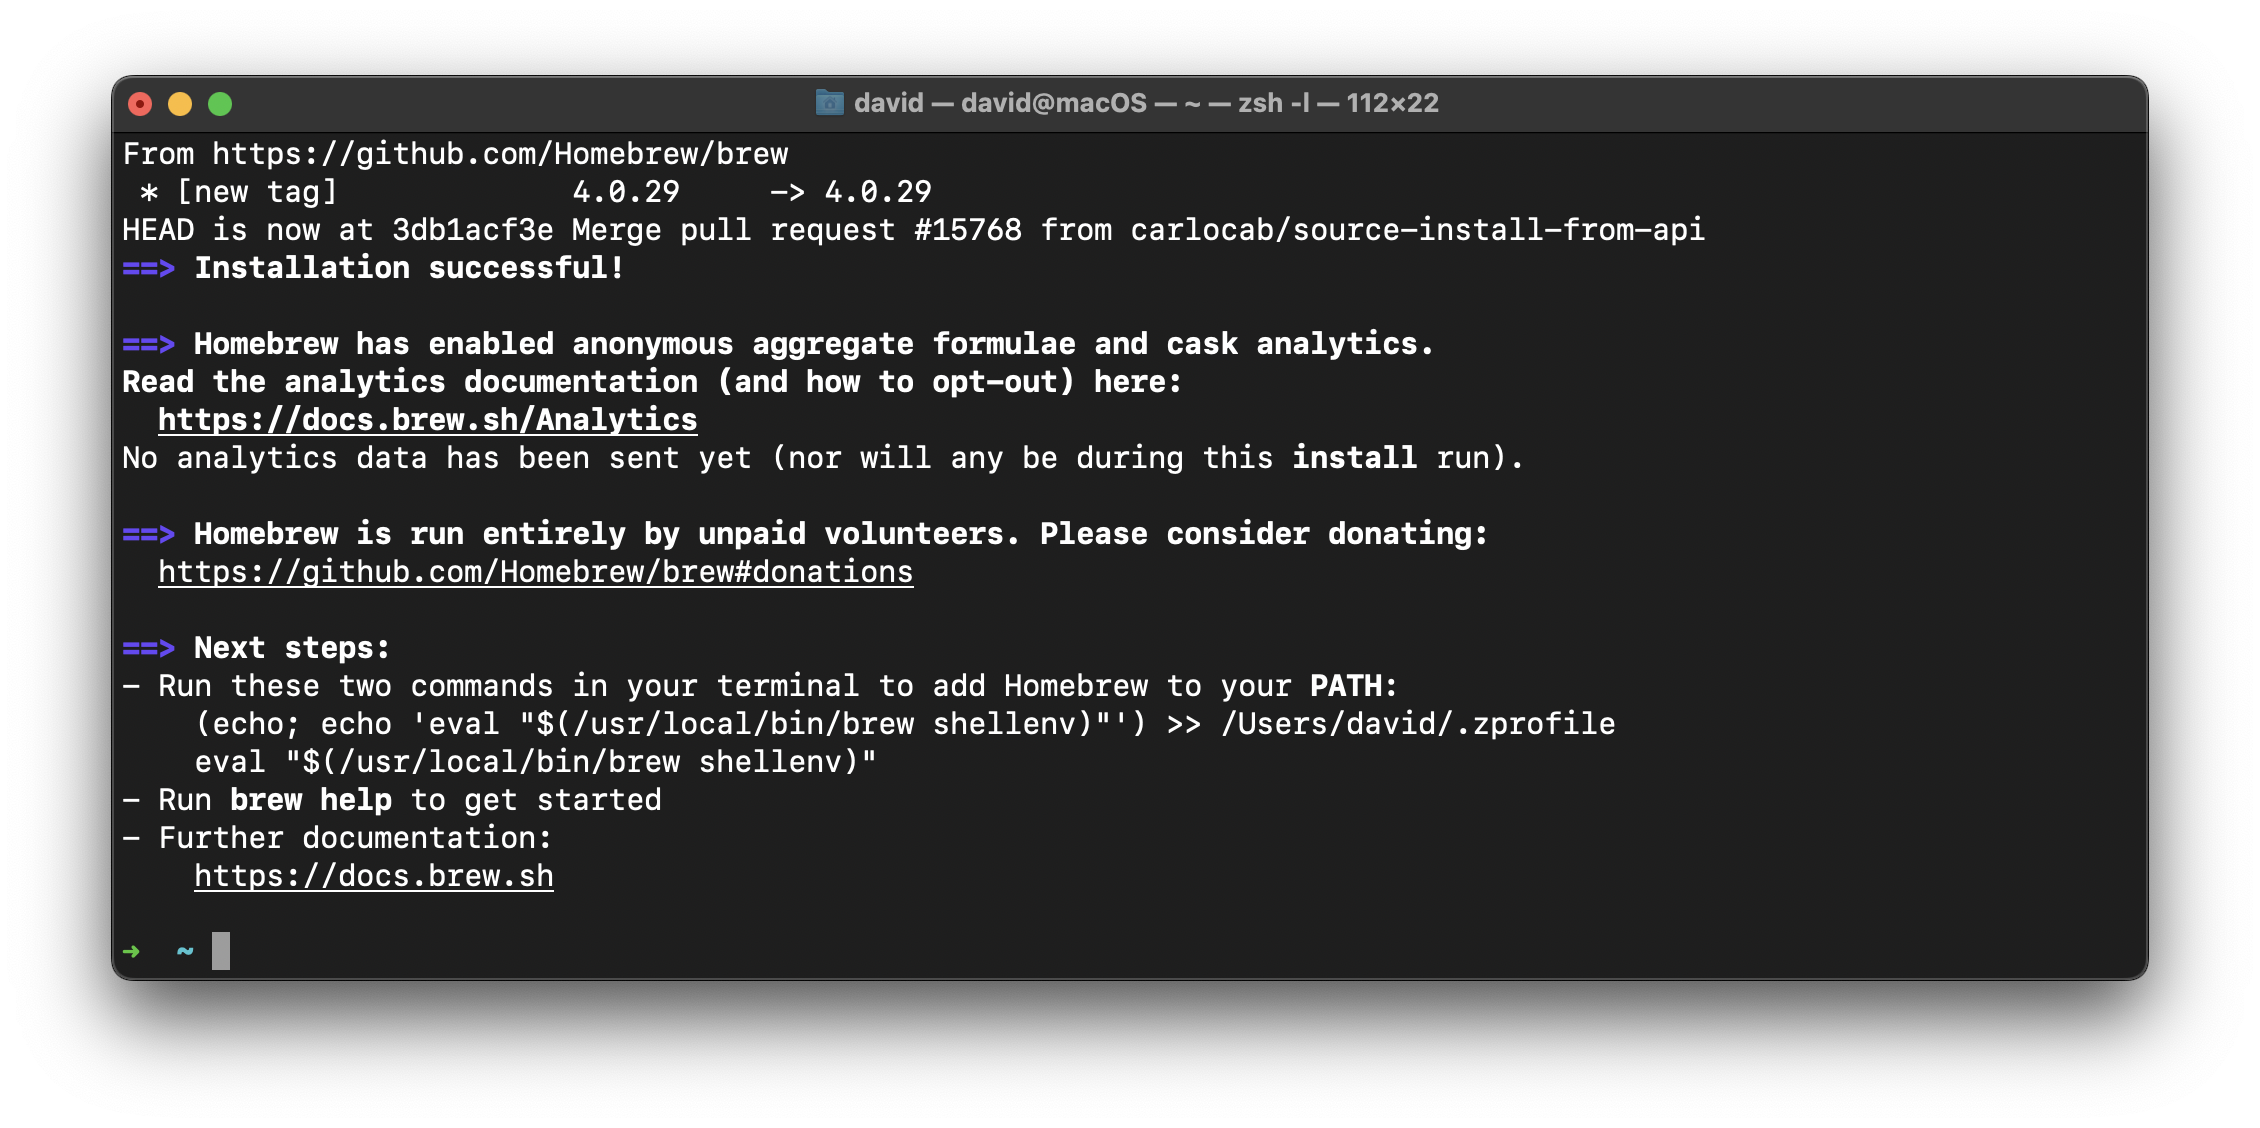 david — david@macOS — ~ — zsh -l — 112×22
From https://github.com/Homebrew/brew
 * [new tag]             4.0.29     -> 4.0.29
HEAD is now at 3db1acf3e Merge pull request #15768 from carlocab/source-install-from-api
==> Installation successful!
==> Homebrew has enabled anonymous aggregate formulae and cask analytics.
Read the analytics documentation (and how to opt-out) here:
  https://docs.brew.sh/Analytics
No analytics data has been sent yet (nor will any be during this install run).
==> Homebrew is run entirely by unpaid volunteers. Please consider donating:
  https://github.com/Homebrew/brew#donations
==> Next steps:
- Run these two commands in your terminal to add Homebrew to your PATH:
    (echo; echo 'eval "$(/usr/local/bin/brew shellenv)"') >> /Users/david/.zprofile
    eval "$(/usr/local/bin/brew shellenv)"
- Run brew help to get started
- Further documentation:
    https://docs.brew.sh
➜  ~